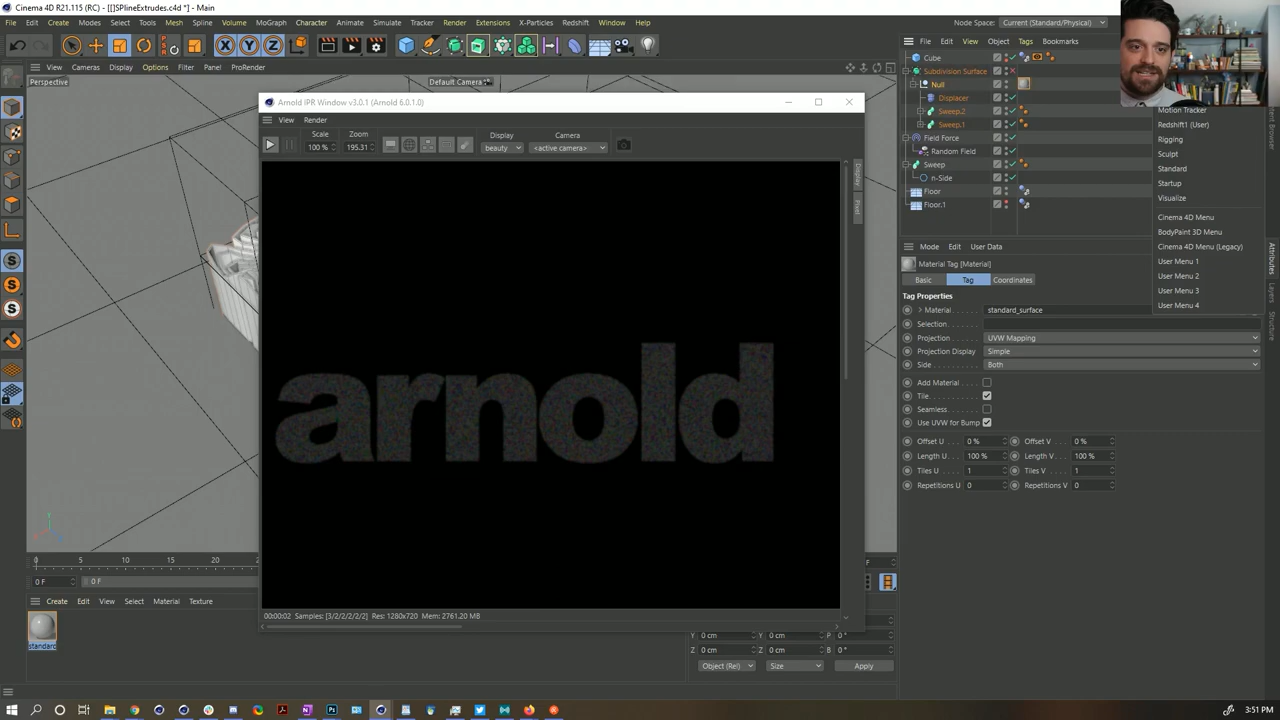 Cinema 4D R21.115 (RC) - []SPlineExtrudes.c4d *] - Main
File Edit Create Modes Select Tools Mesh Spline Volume MoGraph Character Animate Simulate Tracker Render Extensions X-Particles Redshift Window Help
Node Space: Current (Standard/Physical)
View Cameras Display Options Filter Panel ProRender
Perspective
Default Camera
File Edit View Object Tags Bookmarks
Cube
Subdivision Surface
Null
Displacer
Sweep.2
Sweep.1
Field Force
Random Field
Sweep
n-Side
Floor
Floor.1
Motion Tracker
Redshift1 (User)
Rigging
Sculpt
Standard
Startup
Visualize
Cinema 4D Menu
BodyPaint 3D Menu
Cinema 4D Menu (Legacy)
User Menu 1
User Menu 2
User Menu 3
User Menu 4
Attributes
Layers
Structure
Arnold IPR Window v3.0.1 (Arnold 6.0.1.0)
View Render
Scale Zoom Display Camera
100 % 195.31 beauty <active camera>
Display
Pixel
arnold
00:00:02 Samples: [3/2/2/2/2/2] Res: 1280x720 Mem: 2761.20 MB
Mode Edit User Data
Material Tag [Material]
Basic Tag Coordinates
Tag Properties
Material standard_surface
Selection
Projection UVW Mapping
Projection Display Simple
Side Both
Add Material
Tile
Seamless
Use UVW for Bump
Offset U 0 % Offset V 0 %
Length U 100 % Length V 100 %
Tiles U 1 Tiles V 1
Repetitions U 0 Repetitions V 0
0 5 10 15 20 25
0 F 0 F
Create Edit View Select Material Texture
standard
Y 0 cm Y 0 cm P 0 °
Z 0 cm Z 0 cm B 0 °
Object (Rel) Size Apply
3:51 PM